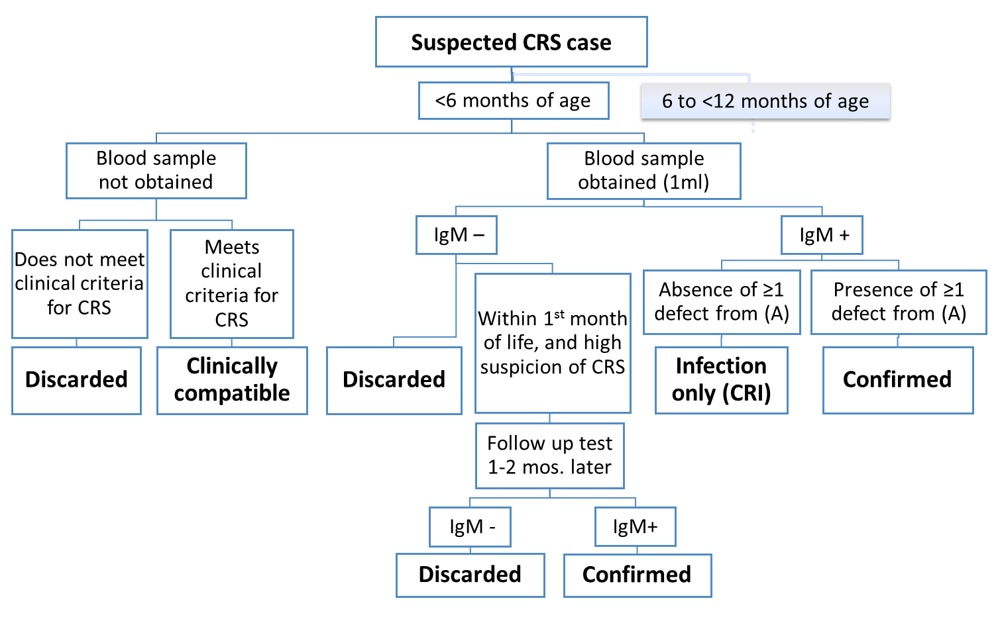 Suspected CRS case
<6 months of age
6 to <12 months of age
Blood sample
not obtained
Blood sample
obtained (1ml)
Does not meet
clinical criteria
for CRS
Meets
clinical
criteria for
CRS
IgM –
IgM +
Within 1st month
of life, and high
suspicion of CRS
Absence of ≥1
defect from (A)
Presence of ≥1
defect from (A)
Discarded
Clinically
compatible
Discarded
Infection
only (CRI)
Confirmed
Follow up test
1-2 mos. later
IgM -
IgM+
Discarded
Confirmed